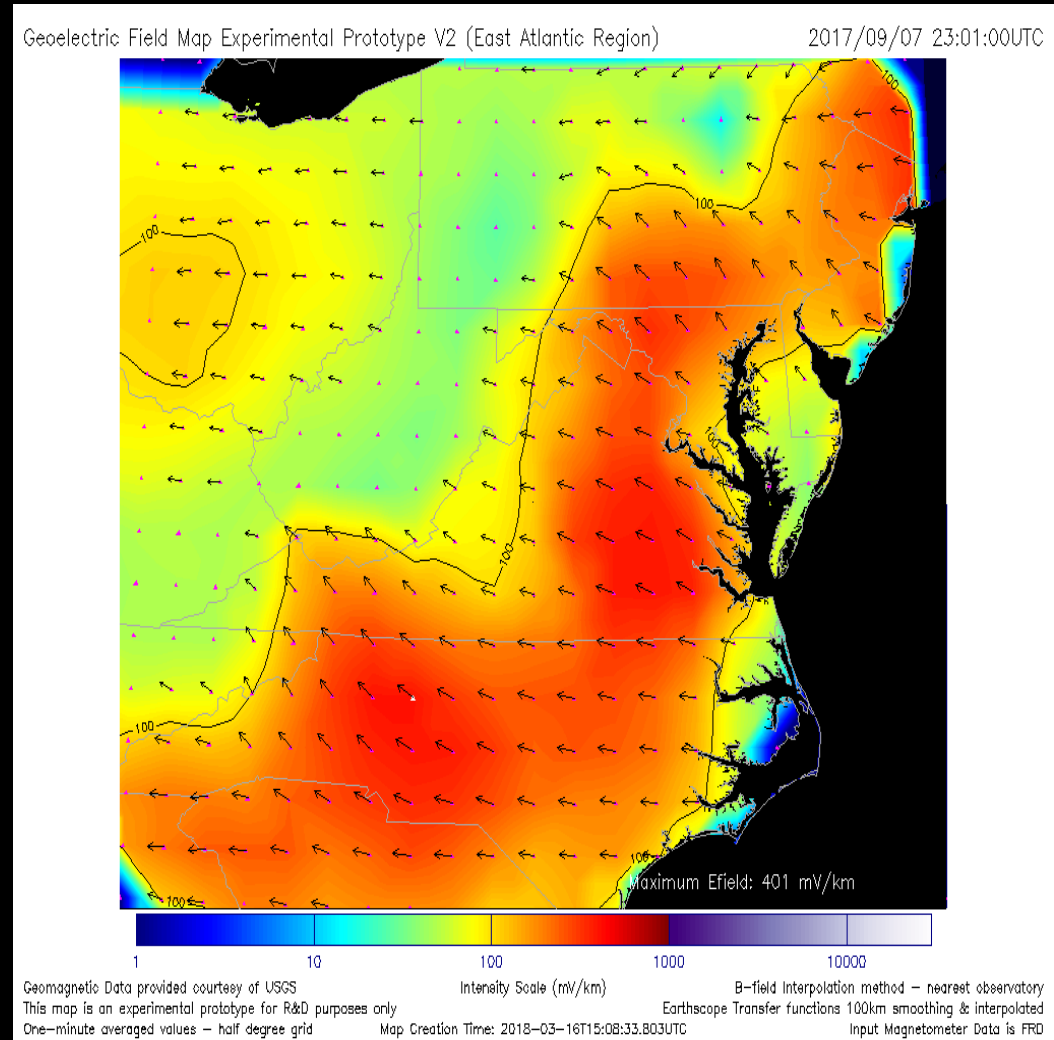 Geoelectric Field Map Experimental Prototype V2 (East Atlantic Region) 2017/09/07 23:01:00UTC
100
100
100
100
100
100
100
100
Maximum Efield: 401 mV/km
1 10 100 1000 10000
Geomagnetic Data provided courtesy of USGS Intensity Scale (mV/km) B-field Interpolation method - nearest observatory
This map is an experimental prototype for R&D purposes only Earthscope Transfer functions 100km smoothing & interpolated
One-minute averaged values - half degree grid Map Creation Time: 2018-03-16T15:08:33.803UTC Input Magnetometer Data is FRD